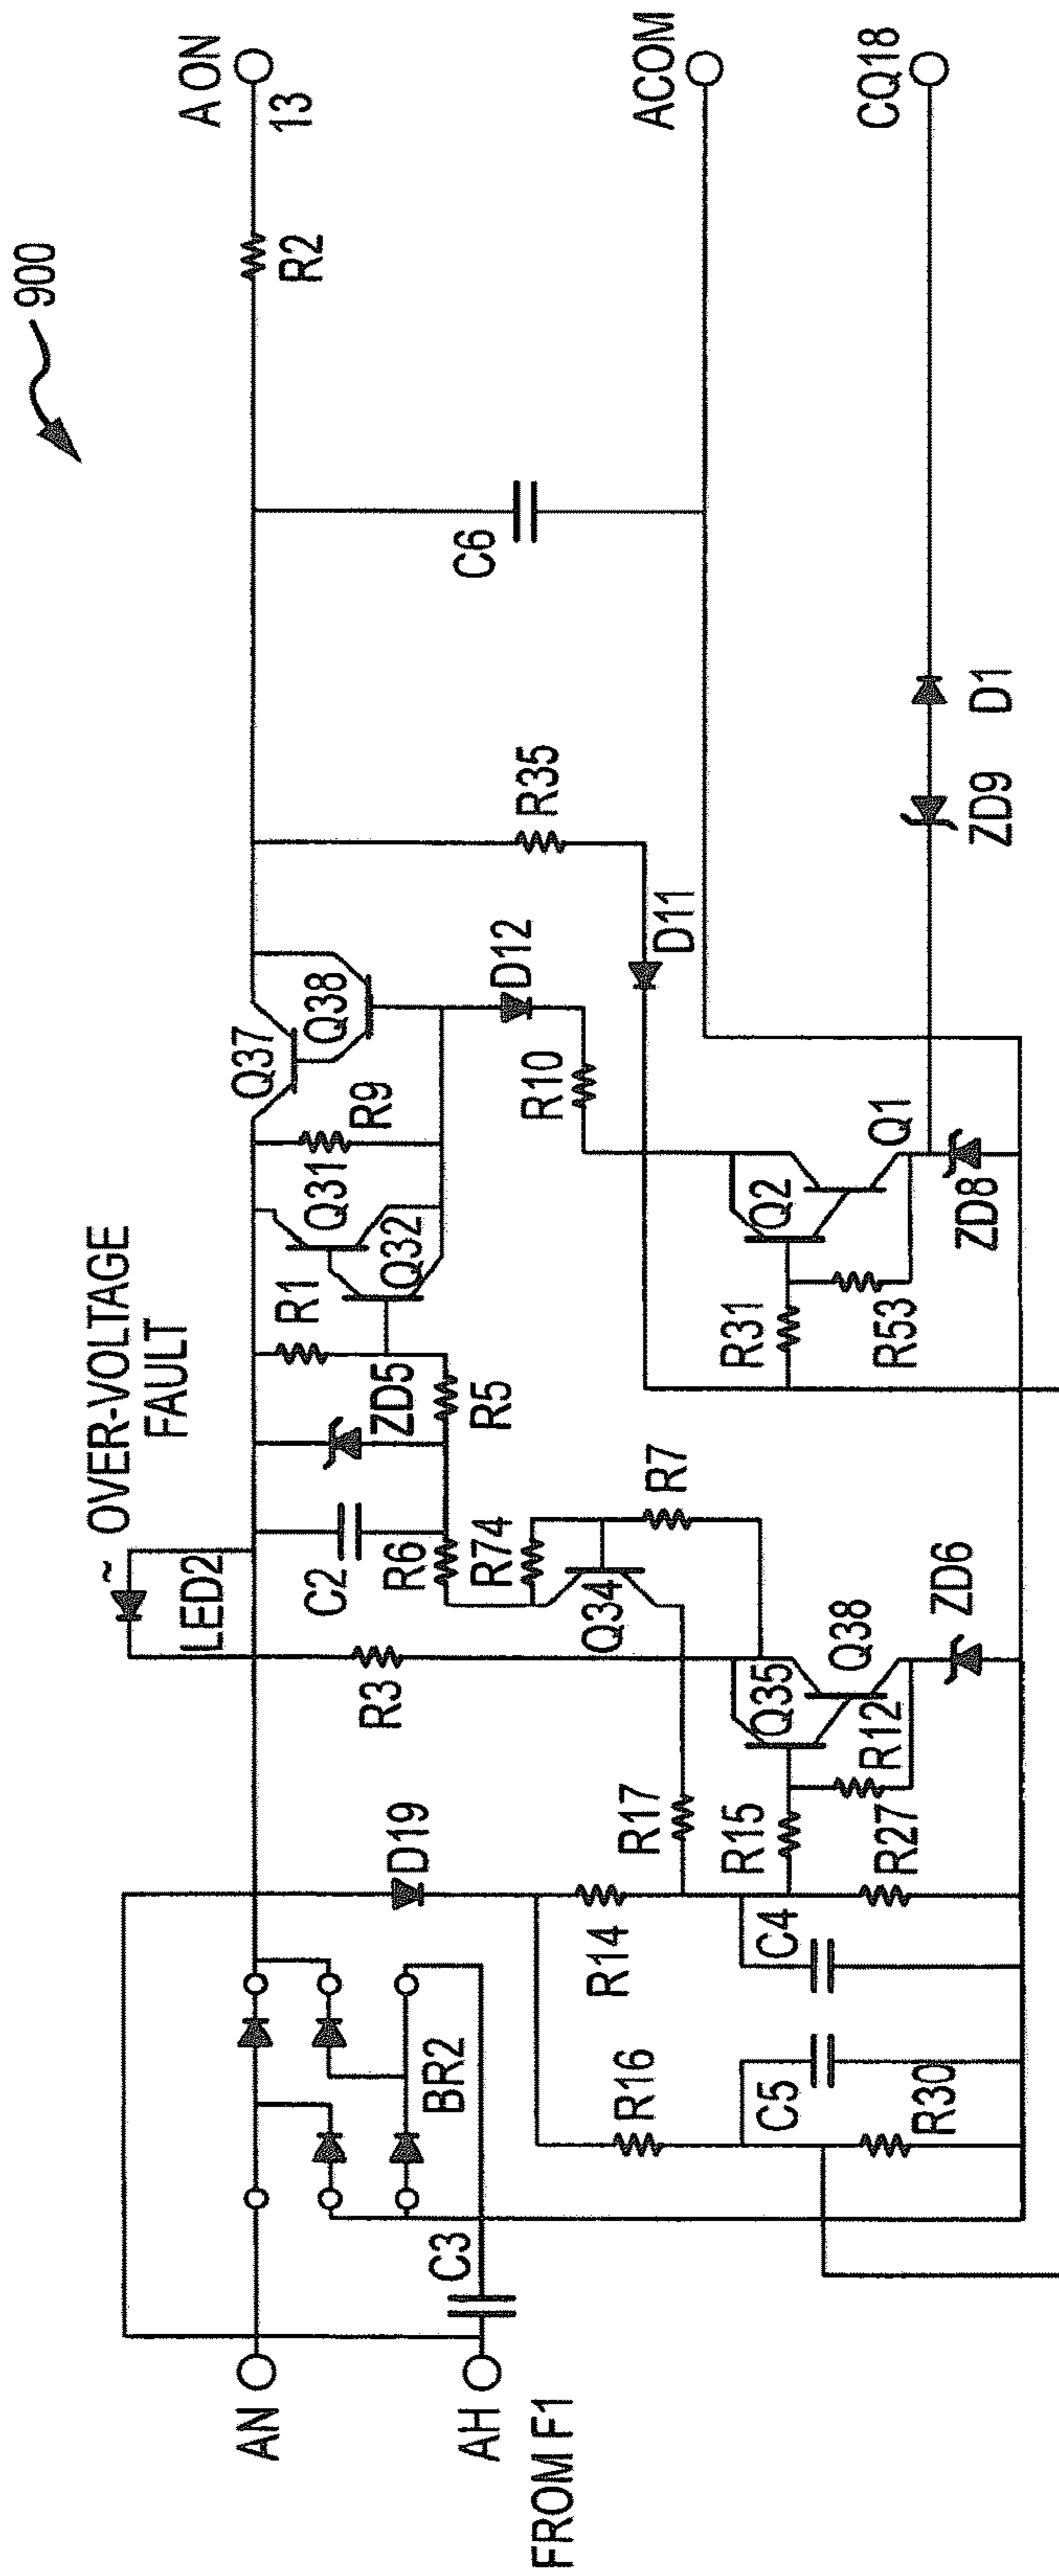 900
OVER-VOLTAGE
FAULT
~
LED2
A ON
13
R2
Q37
Q38
R9
Q31
Q32
R1
ZD5
R5
C2
R6
R74
R3
Q34
R7
D12
R10
R35
C6
D11
ACOM
CQ18
AN
AH
FROM F1
C3
BR2
D19
R14
R16
R17
R15
Q35
Q38
R12
R27
ZD6
C4
C5
R30
R31
Q2
Q1
R53
ZD8
ZD9
D1